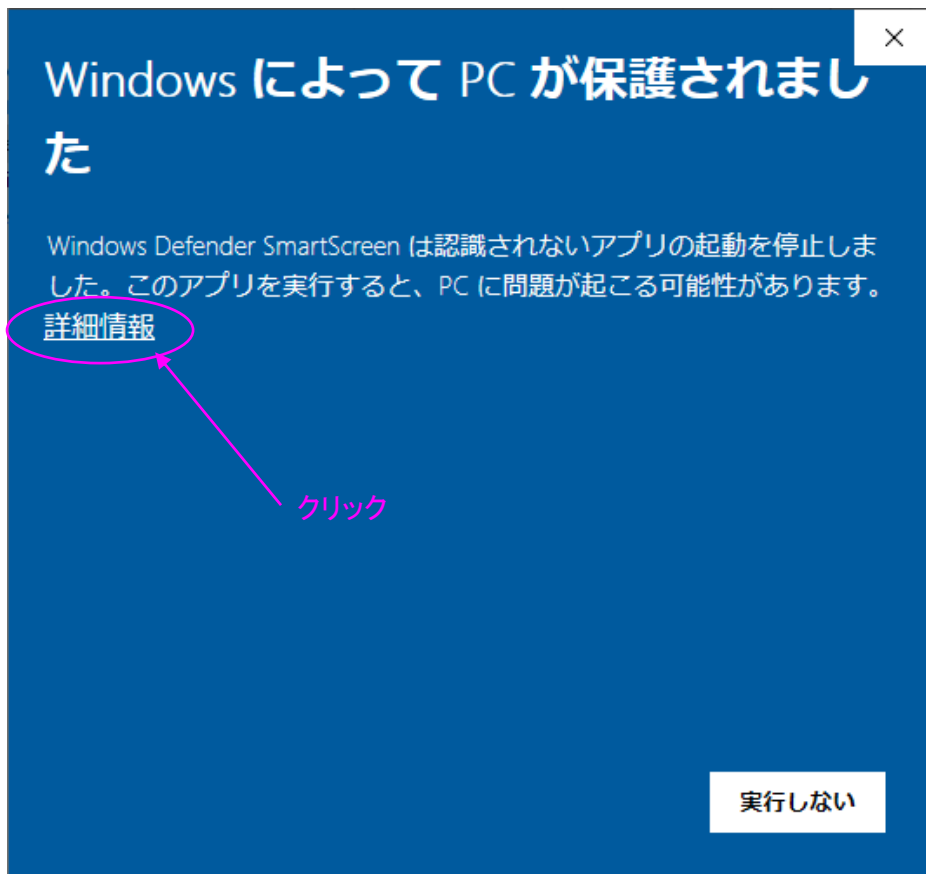 Windows によって PC が保護されまし
た
Windows Defender SmartScreen は認識されないアプリの起動を停止しま
した。このアプリを実行すると、PC に問題が起こる可能性があります。
詳細情報
クリック
実行しない